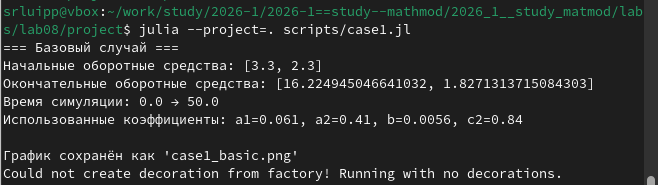 srluipp@vbox:~/work/study/2026-1/2026-1==study--mathmod/2026_1__study_matmod/lab
s/lab08/project$ julia --project=. scripts/case1.jl
=== Базовый случай ===
Начальные оборотные средства: [3.3, 2.3]
Окончательные оборотные средства: [16.224945046641032, 1.8271313715084303]
Время симуляции: 0.0 → 50.0
Использованные коэффициенты: a1=0.061, a2=0.41, b=0.0056, c2=0.84

График сохранён как 'case1_basic.png'
Could not create decoration from factory! Running with no decorations.